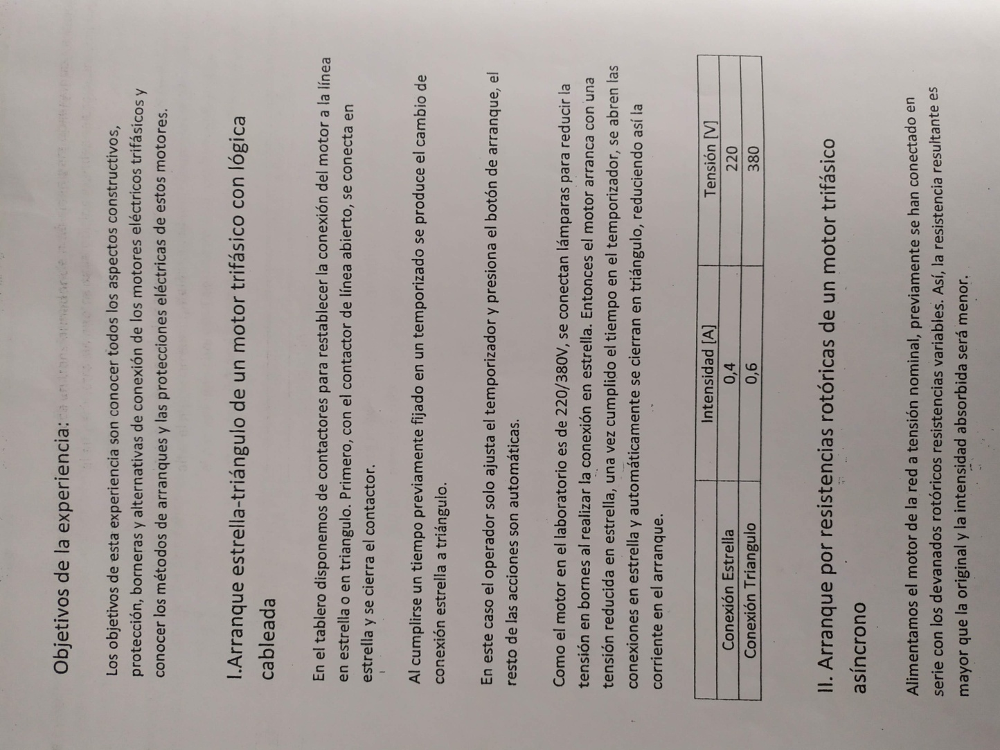 Objetivos de la experiencia:
Los objetivos de esta experiencia son conocer todos los aspectos constructivos,
protección, borneras y alternativas de conexión de los motores eléctricos trifásicos y
conocer los métodos de arranques y las protecciones eléctricas de estos motores.
I.Arranque estrella-triángulo de un motor trifásico con lógica
cableada
En el tablero disponemos de contactores para restablecer la conexión del motor a la línea
en estrella o en triangulo. Primero, con el contactor de línea abierto, se conecta en
estrella y se cierra el contactor.
Al cumplirse un tiempo previamente fijado en un temporizado se produce el cambio de
conexión estrella a triángulo.
En este caso el operador solo ajusta el temporizador y presiona el botón de arranque, el
resto de las acciones son automáticas.
Como el motor en el laboratorio es de 220/380V, se conectan lámparas para reducir la
tensión en bornes al realizar la conexión en estrella. Entonces el motor arranca con una
tensión reducida en estrella, una vez cumplido el tiempo en el temporizador, se abren las
conexiones en estrella y automáticamente se cierran en triángulo, reduciendo así la
corriente en el arranque.
Intensidad [A] Tensión [V]
Conexión Estrella 0,4 220
Conexión Triangulo 0,6 380
II. Arranque por resistencias rotóricas de un motor trifásico
asíncrono
Alimentamos el motor de la red a tensión nominal, previamente se han conectado en
serie con los devanados rotóricos resistencias variables. Así, la resistencia resultante es
mayor que la original y la intensidad absorbida será menor.